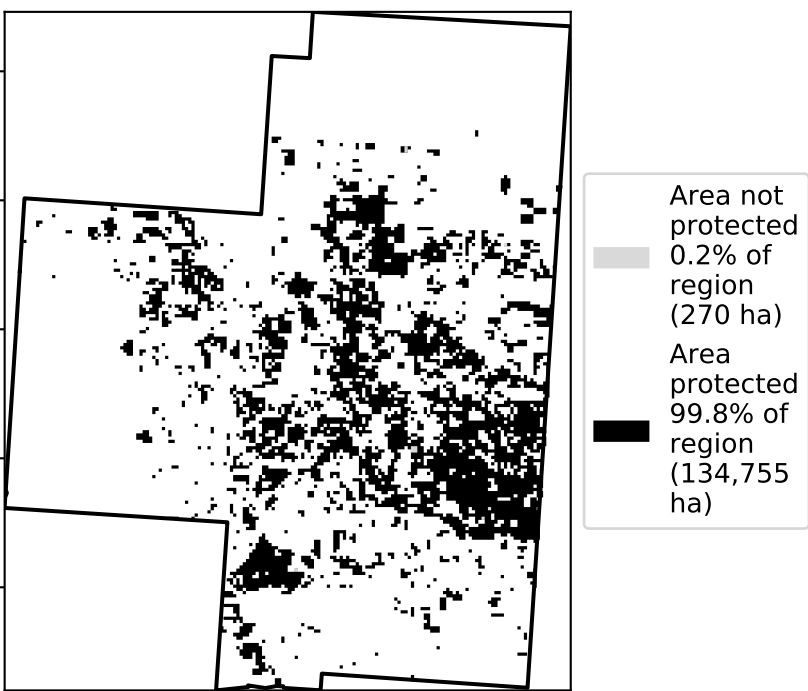 Area not
protected
0.2% of
region
(270 ha)
Area
protected
99.8% of
region
(134,755
ha)